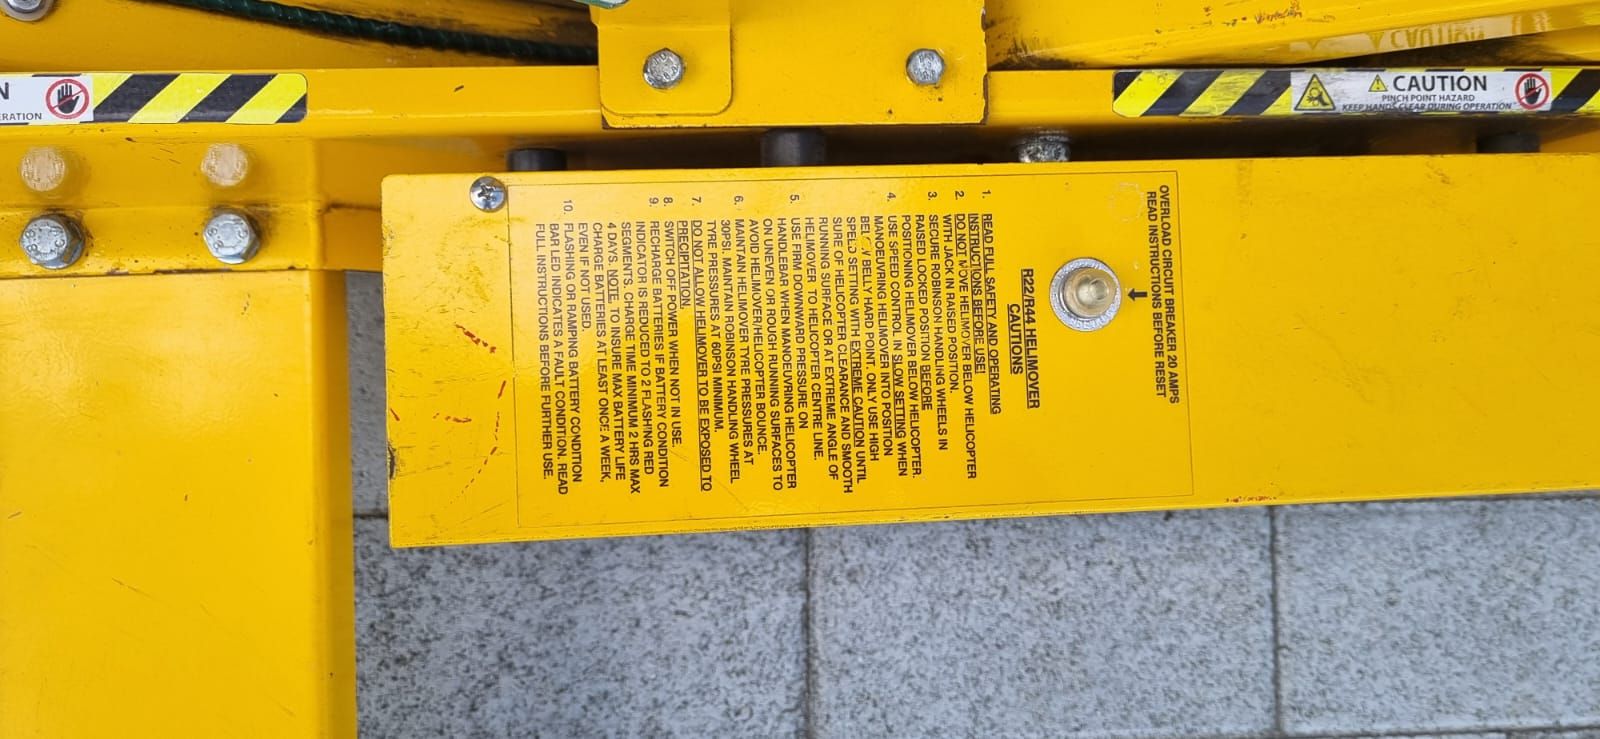 OVERLOAD CIRCUIT BREAKER 20 AMPS
READ INSTRUCTIONS BEFORE RESET
R22/R44 HELIMOVER
CAUTIONS
1. READ FULL SAFETY AND OPERATING
INSTRUCTIONS BEFORE USE!
2. DO NOT MOVE HELIMOVER BELOW HELICOPTER
WITH JACK IN RAISED POSITION.
3. SECURE ROBINSON HANDLING WHEELS IN
RAISED LOCKED POSITION BEFORE
POSITIONING HELIMOVER BELOW HELICOPTER.
4. USE SPEED CONTROL IN SLOW SETTING WHEN
MANOEUVRING HELIMOVER INTO POSITION
BELOW BELLY HARD POINT. ONLY USE HIGH
SPEED SETTING WITH EXTREME CAUTION UNTIL
SURE OF HELICOPTER CLEARANCE AND SMOOTH
RUNNING SURFACE OR AT EXTREME ANGLE OF
HELIMOVER TO HELICOPTER CENTRE LINE.
5. USE FIRM DOWNWARD PRESSURE ON
HANDLEBAR WHEN MANOEUVRING HELICOPTER
ON UNEVEN OR ROUGH RUNNING SURFACES TO
AVOID HELIMOVER/HELICOPTER BOUNCE.
6. MAINTAIN HELIMOVER TYRE PRESSURES AT
30PSI. MAINTAIN ROBINSON HANDLING WHEEL
TYRE PRESSURES AT 60PSI MINIMUM.
7. DO NOT ALLOW HELIMOVER TO BE EXPOSED TO
PRECIPITATION.
8. SWITCH OFF POWER WHEN NOT IN USE.
9. RECHARGE BATTERIES IF BATTERY CONDITION
INDICATOR IS REDUCED TO 2 FLASHING RED
SEGMENTS. CHARGE TIME MINIMUM 2 HRS MAX
4 DAYS. NOTE: TO INSURE MAX BATTERY LIFE
CHARGE BATTERIES AT LEAST ONCE A WEEK,
EVEN IF NOT USED.
10. FLASHING OR RAMPING BATTERY CONDITION
BAR LED INDICATES A FAULT CONDITION. READ
FULL INSTRUCTIONS BEFORE FURTHER USE.
CAUTION
PINCH POINT HAZARD
KEEP HANDS CLEAR DURING OPERATION
N
ERATION
CAUTION